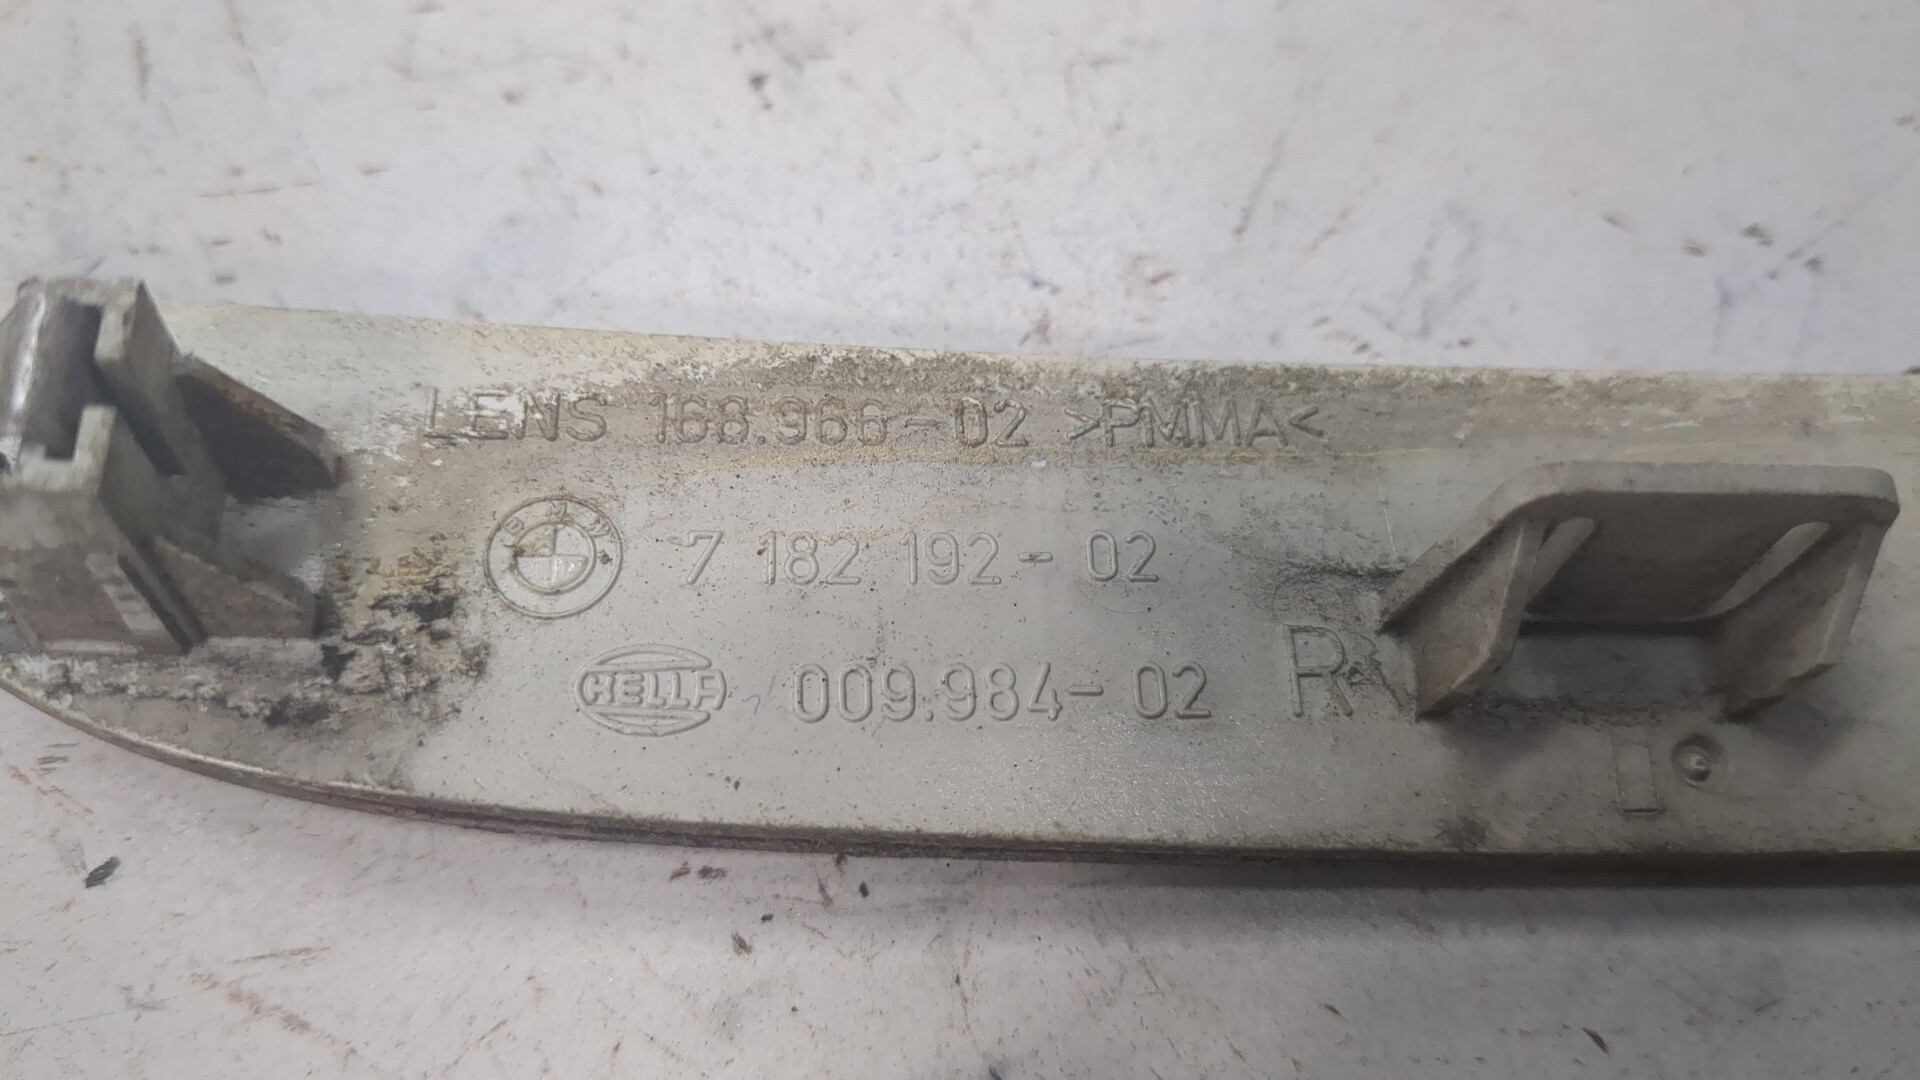 LENS 168.966-02 >PMMA<
BMW 7 182 192-02
HELLA 009.984-02 R